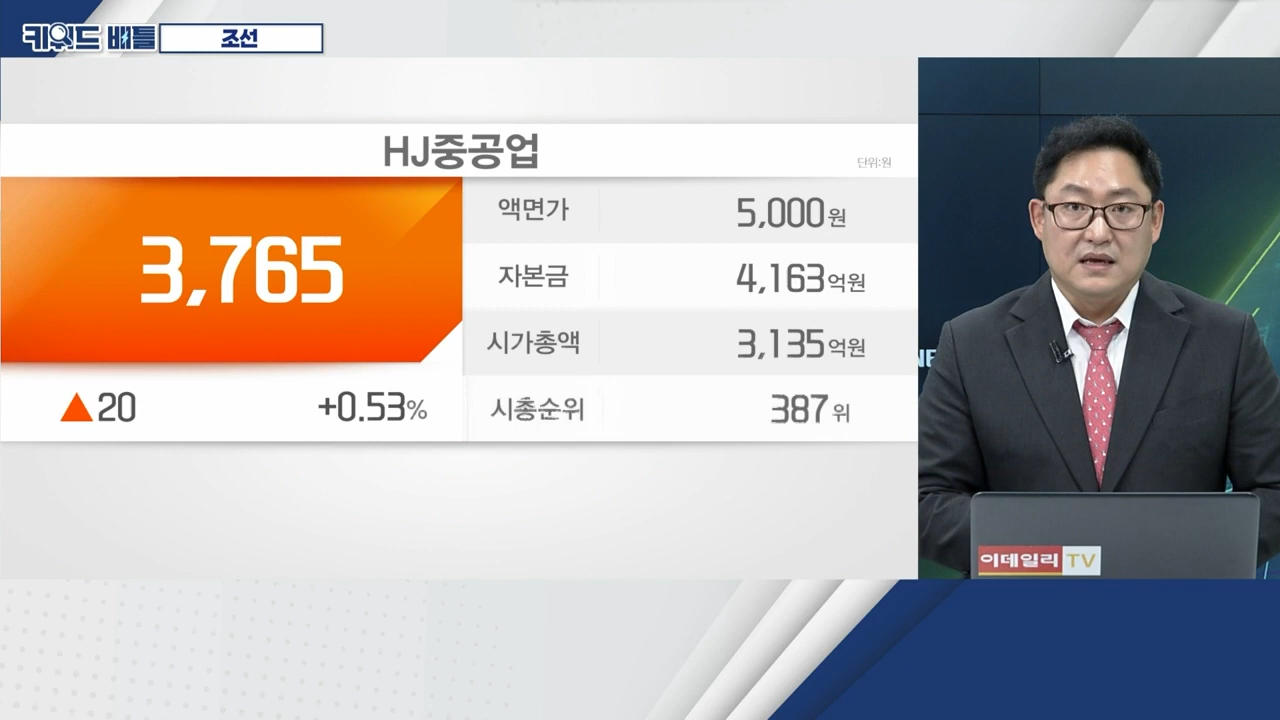 키워드 배틀 조선
HJ중공업
단위:원
3,765
▲20 +0.53%
액면가 5,000원
자본금 4,163억원
시가총액 3,135억원
시총순위 387위
NE
이데일리 TV